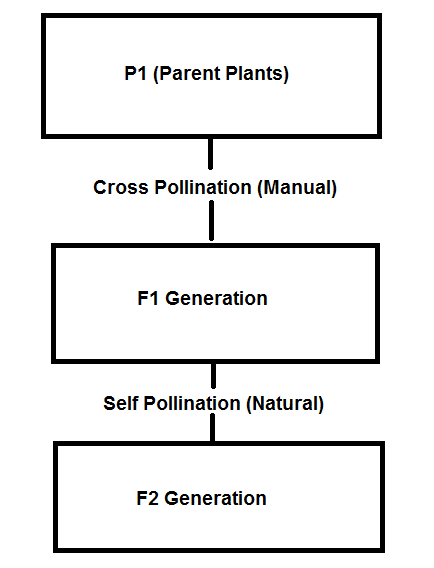 P1 (Parent Plants)
Cross Pollination (Manual)
F1 Generation
Self Pollination (Natural)
F2 Generation